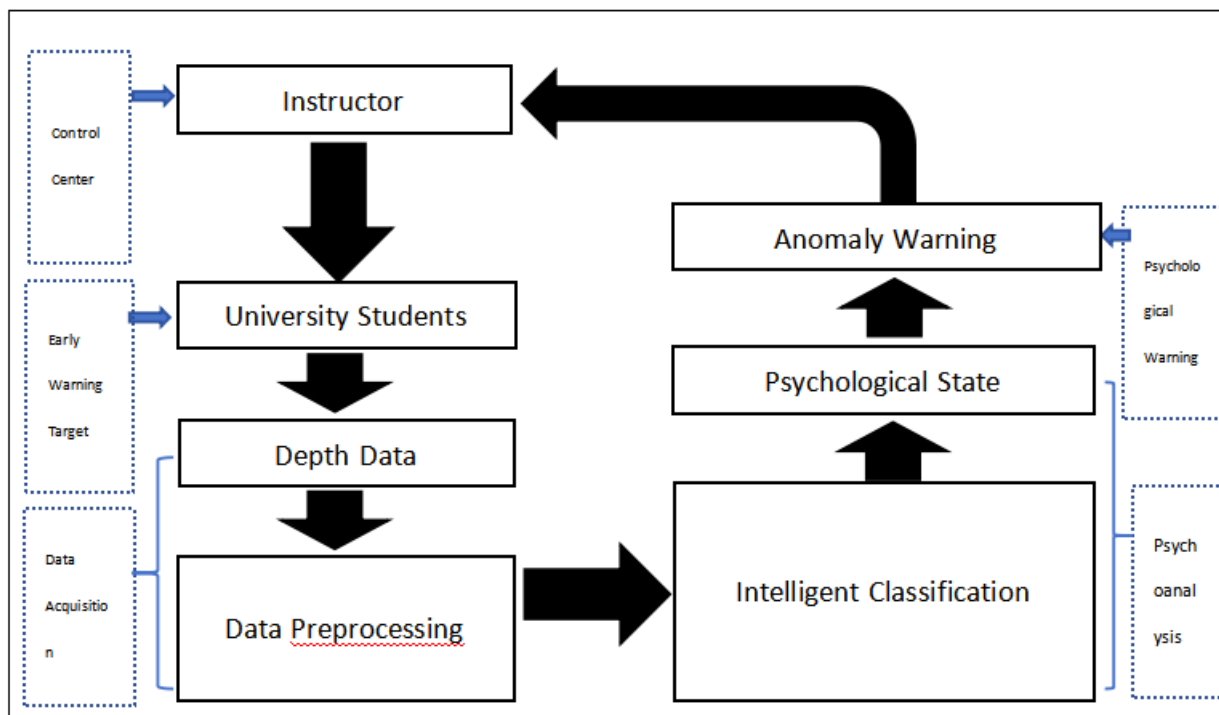 Control
Center
Instructor
Early
Warning
Target
University Students
Depth Data
Data
Acquisitio
n
Data Preprocessing
Intelligent Classification
Psychological State
Psych
oanal
ysis
Anomaly Warning
Psycholo
gical
Warning